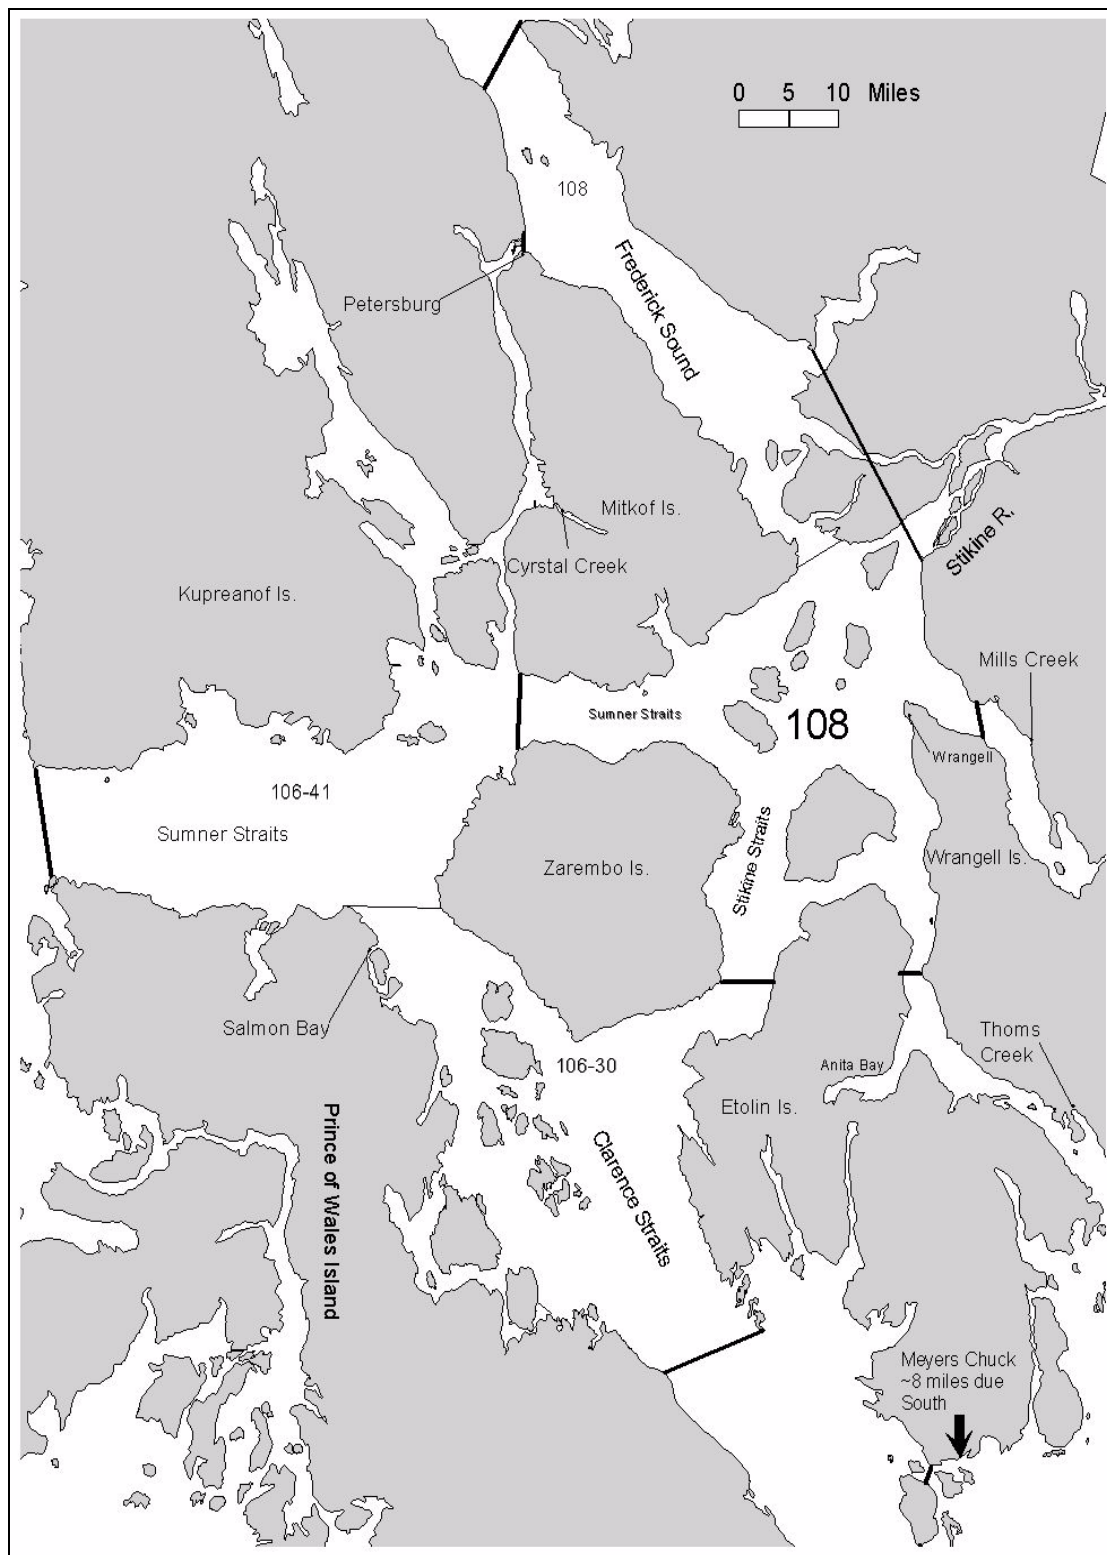 0 5 10 Miles
108
Frederick Sound
Petersburg
Mitkof Is.
Stikine R.
Cyrstal Creek
Kupreanof Is.
Mills Creek
Sumner Straits
108
Wrangell
106-41
Sumner Straits
Zarembo Is.
Stikine Straits
Wrangell Is.
Salmon Bay
106-30
Anita Bay
Thoms
Creek
Etolin Is.
Prince of Wales Island
Clarence Straits
Meyers Chuck
~8 miles due
South